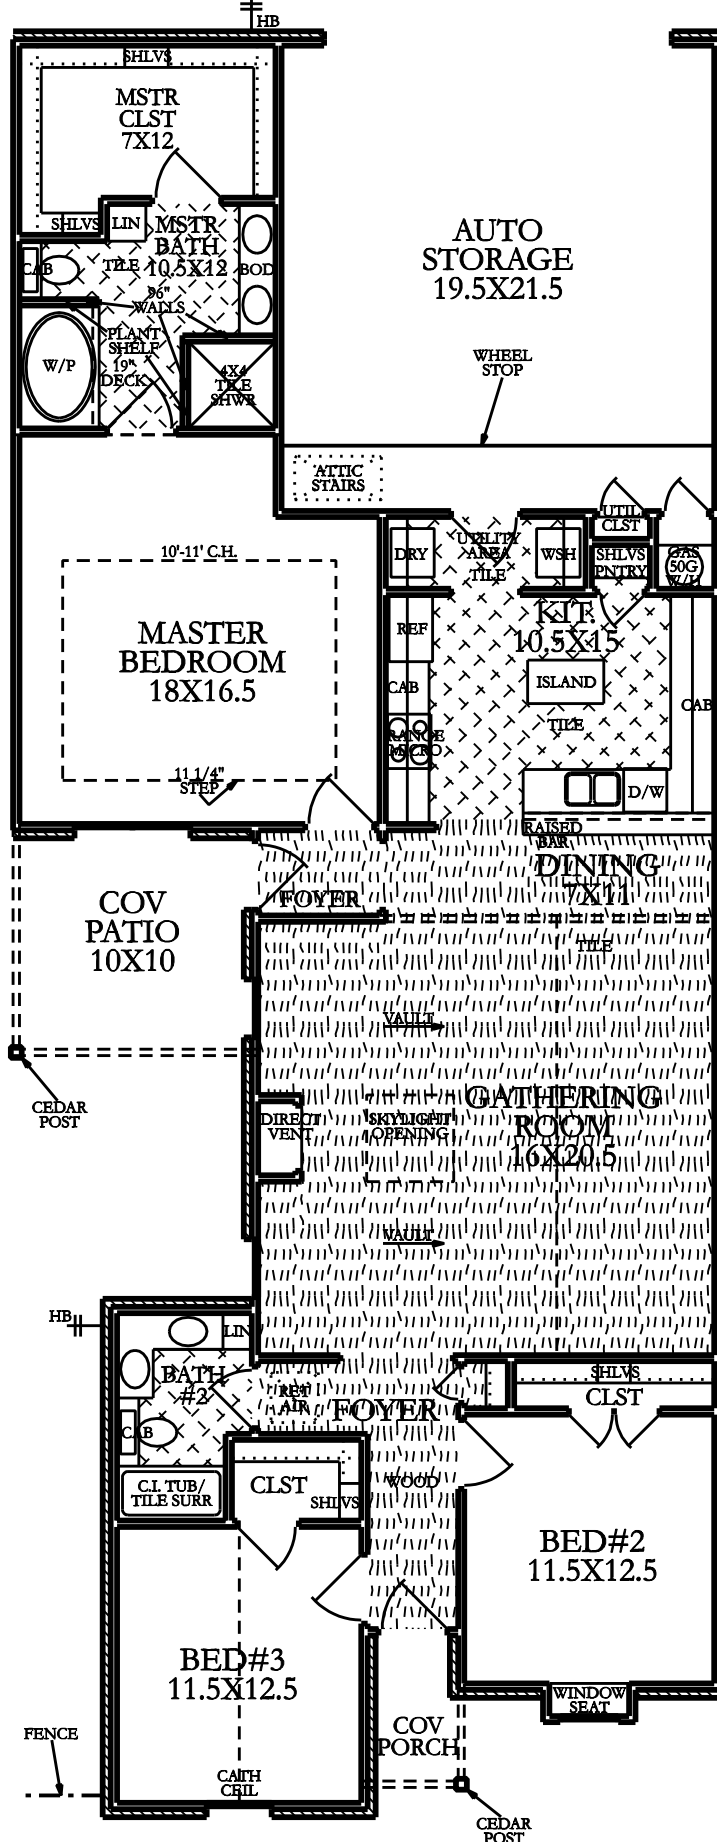 HB
SHLVS
MSTR
CLST
7X12
SHLVS
LIN
MSTR
BATH
10.5X12
CAB
TILE
BOD
96"
WALLS
PLANT
SHELF
19"
DECK
W/P
4X4
TILE
SHWR
AUTO
STORAGE
19.5X21.5
WHEEL
STOP
ATTIC
STAIRS
10'-11' C.H.
MASTER
BEDROOM
18X16.5
11 1/4"
STEP
DRY
UTILITY
AREA
TILE
WSH
UTIL
CLST
SHLVS
PNTRY
GAS
50G
W/H
REF
KIT.
10,5X15
CAB
ISLAND
CAB
TILE
RANGE
MICRO
D/W
RAISED
BAR
DINING
7X11
FOYER
COV
PATIO
10X10
TILE
VAULT
CEDAR
POST
DIRECT
VENT
SKYLIGHT
OPENING
GATHERING
ROOM
16X20.5
VAULT
HB
LIN
BATH
#2
CAB
RET
AIR
FOYER
SHLVS
CLST
C.I. TUB/
TILE SURR
CLST
SHLVS
WOOD
BED#2
11.5X12.5
BED#3
11.5X12.5
WINDOW
SEAT
FENCE
COV
PORCH
CATH
CEIL
CEDAR
POST